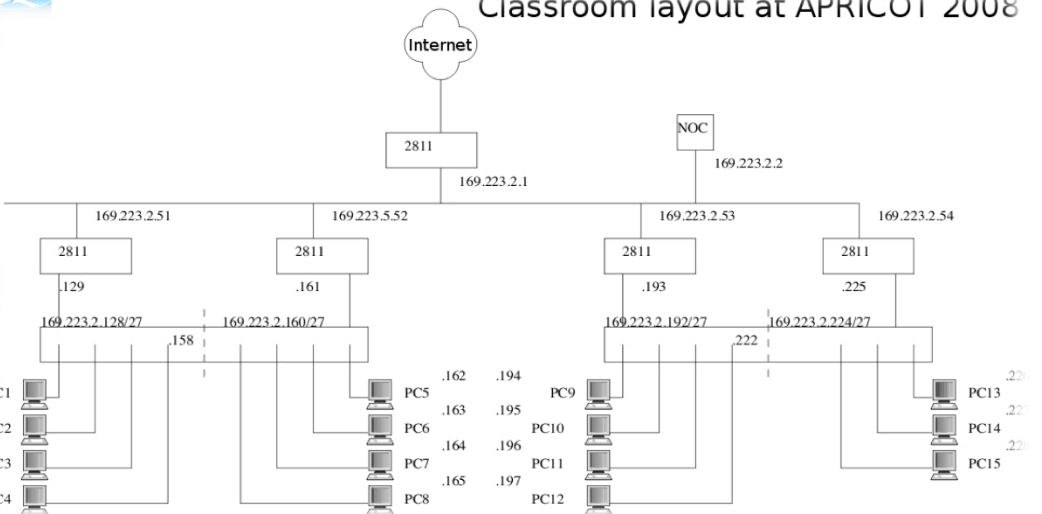 Classroom layout at APRICOT 2008
Internet
NOC
2811
169.223.2.2
169.223.2.1
169.223.2.51 169.223.5.52 169.223.2.53 169.223.2.54
2811 2811 2811 2811
.129 .161 .193 .225
169.223.2.128/27 169.223.2.160/27 169.223.2.192/27 169.223.2.224/27
.158 .222
.162 .194
PC5 PC9 PC13
.163 .195
PC6 PC10 PC14
.164 .196
PC7 PC11 PC15
.165 .197
PC8 PC12